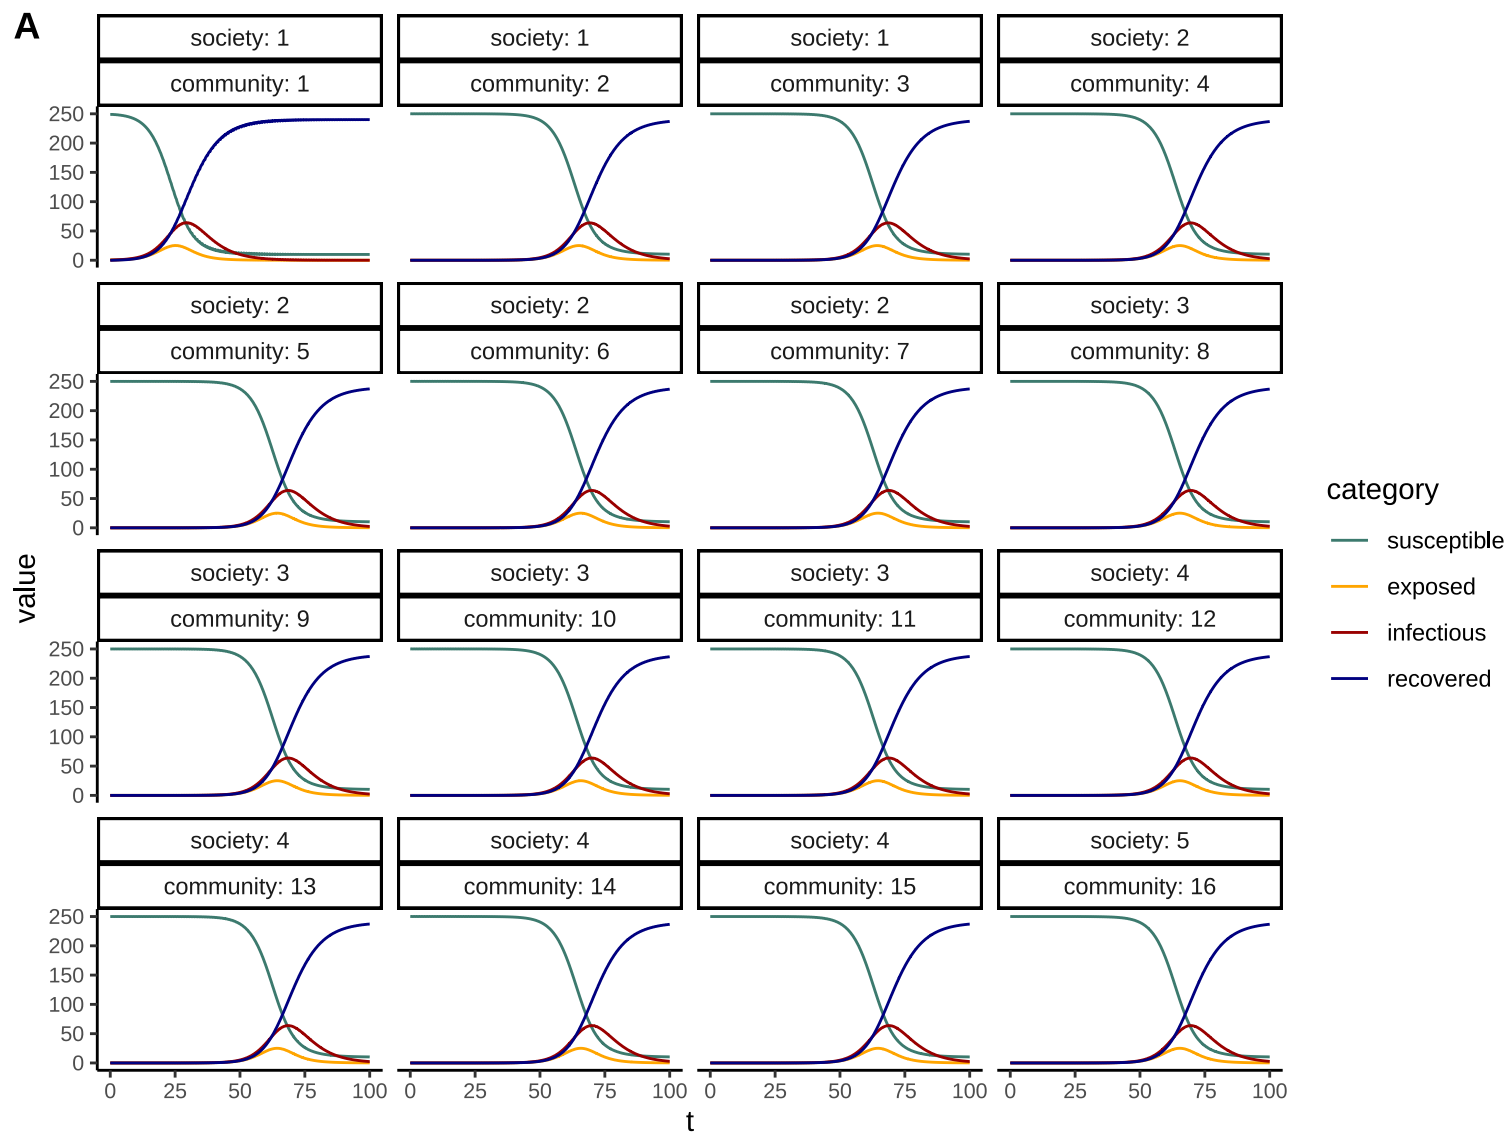 A
society: 1
community: 1
society: 1
community: 2
society: 1
community: 3
society: 2
community: 4
250
200
150
100
50
0
society: 2
community: 5
society: 2
community: 6
society: 2
community: 7
society: 3
community: 8
250
200
150
100
50
0
society: 3
community: 9
society: 3
community: 10
society: 3
community: 11
society: 4
community: 12
250
200
150
100
50
0
society: 4
community: 13
society: 4
community: 14
society: 4
community: 15
society: 5
community: 16
250
200
150
100
50
0
0 25 50 75 100
0 25 50 75 100
0 25 50 75 100
0 25 50 75 100
t
value
category
susceptible
exposed
infectious
recovered